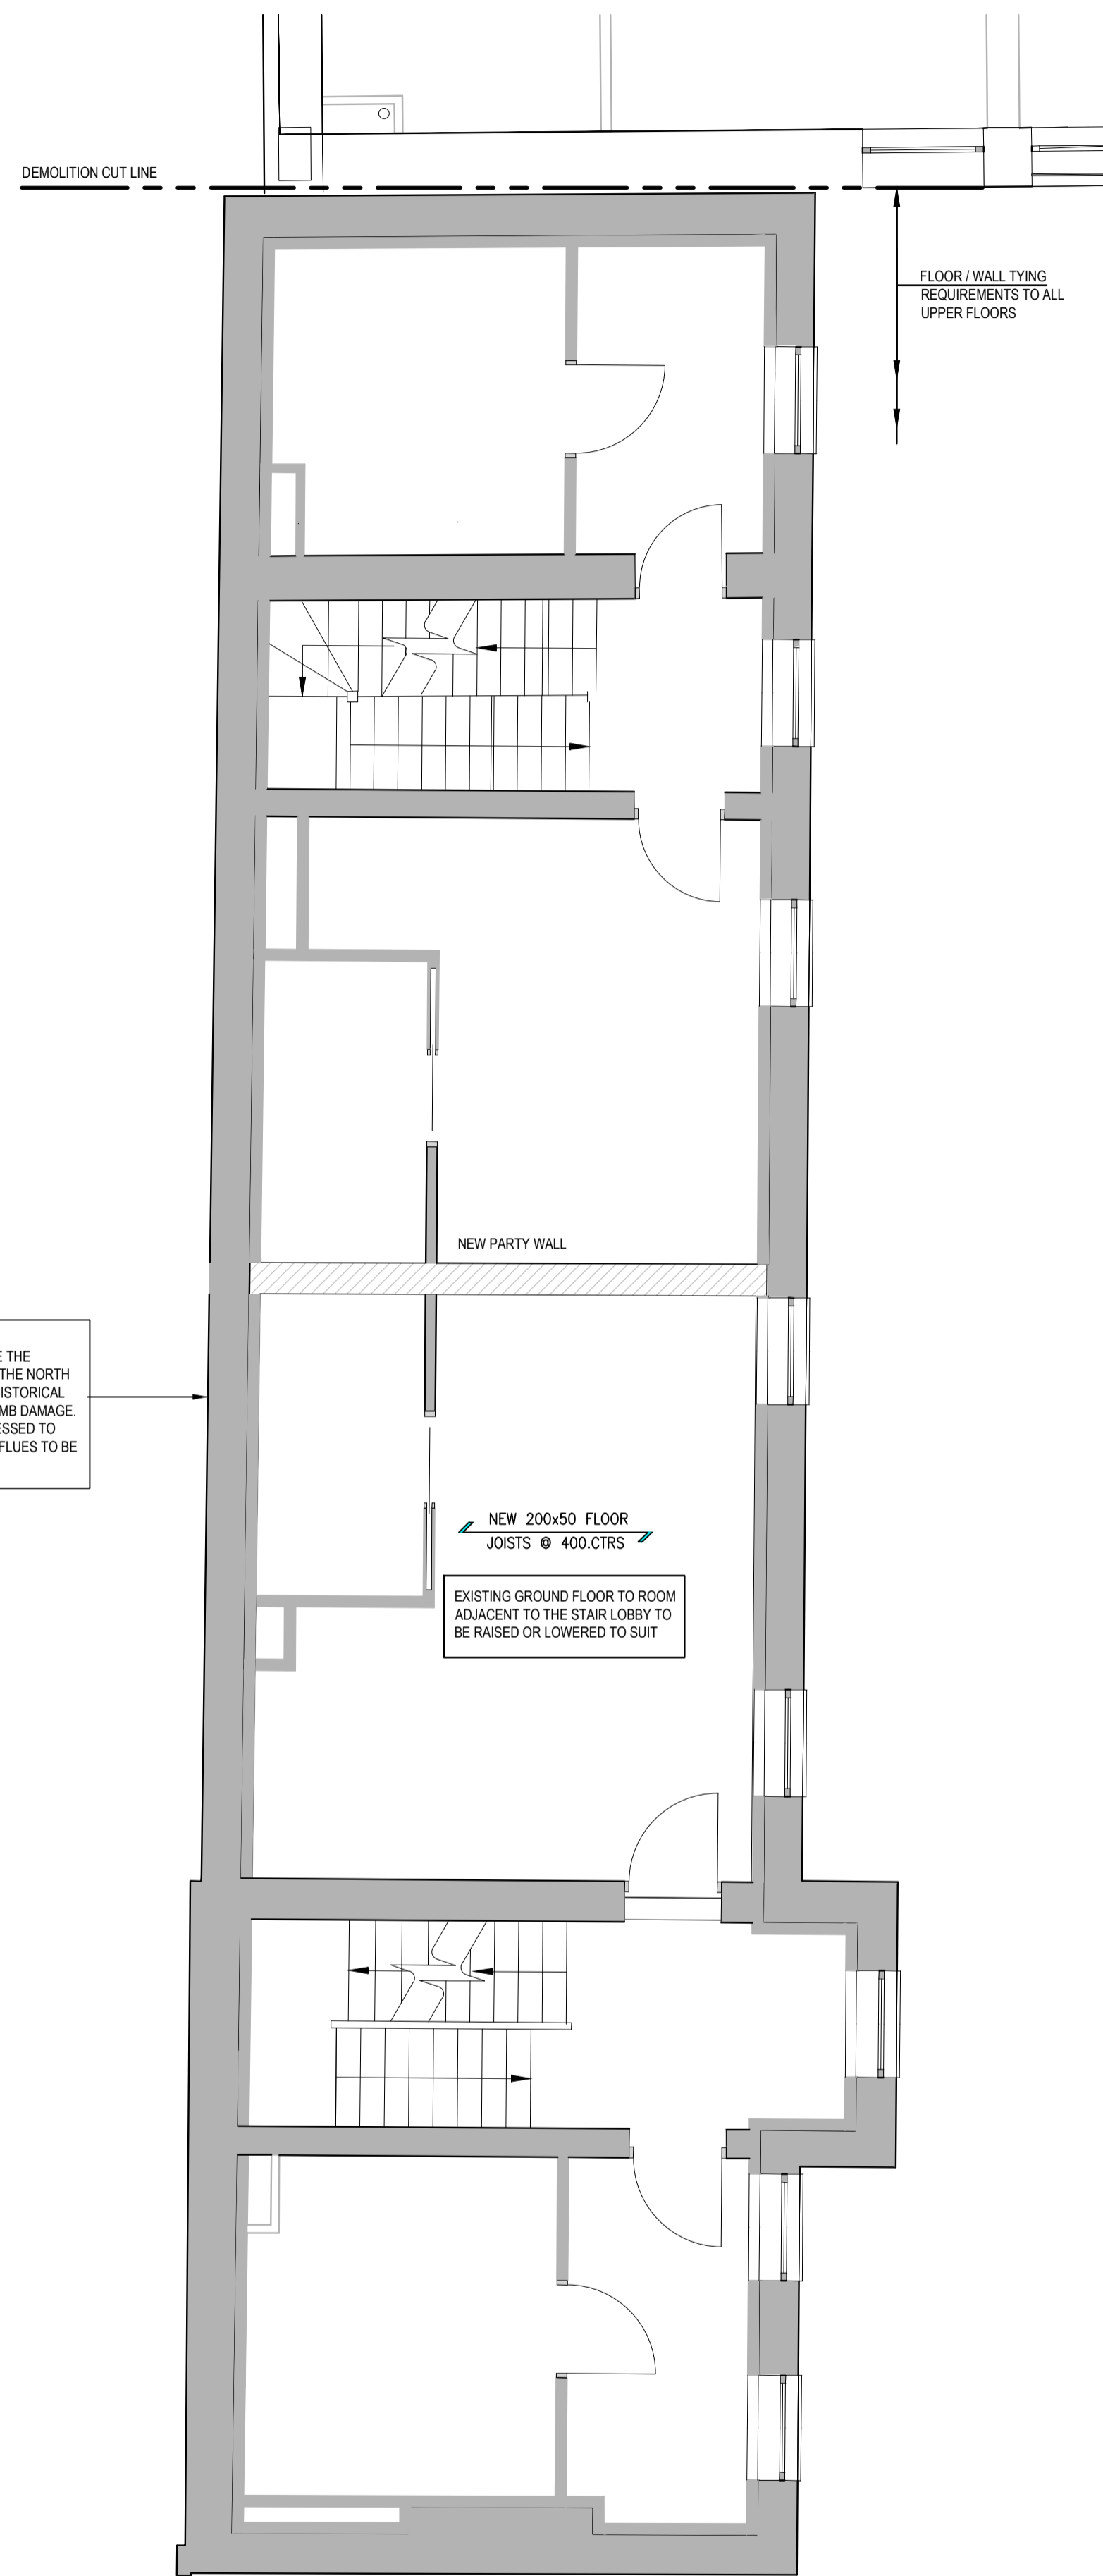 DEMOLITION CUT LINE
FLOOR / WALL TYING
REQUIREMENTS TO ALL
UPPER FLOORS
NEW PARTY WALL
THE
THE NORTH
MB DAMAGE.
TO
FLUES TO BE
NEW 200x50 FLOOR
JOISTS @ 400.CTRS
EXISTING GROUND FLOOR TO ROOM
ADJACENT TO THE STAIR LOBBY TO
BE RAISED OR LOWERED TO SUIT